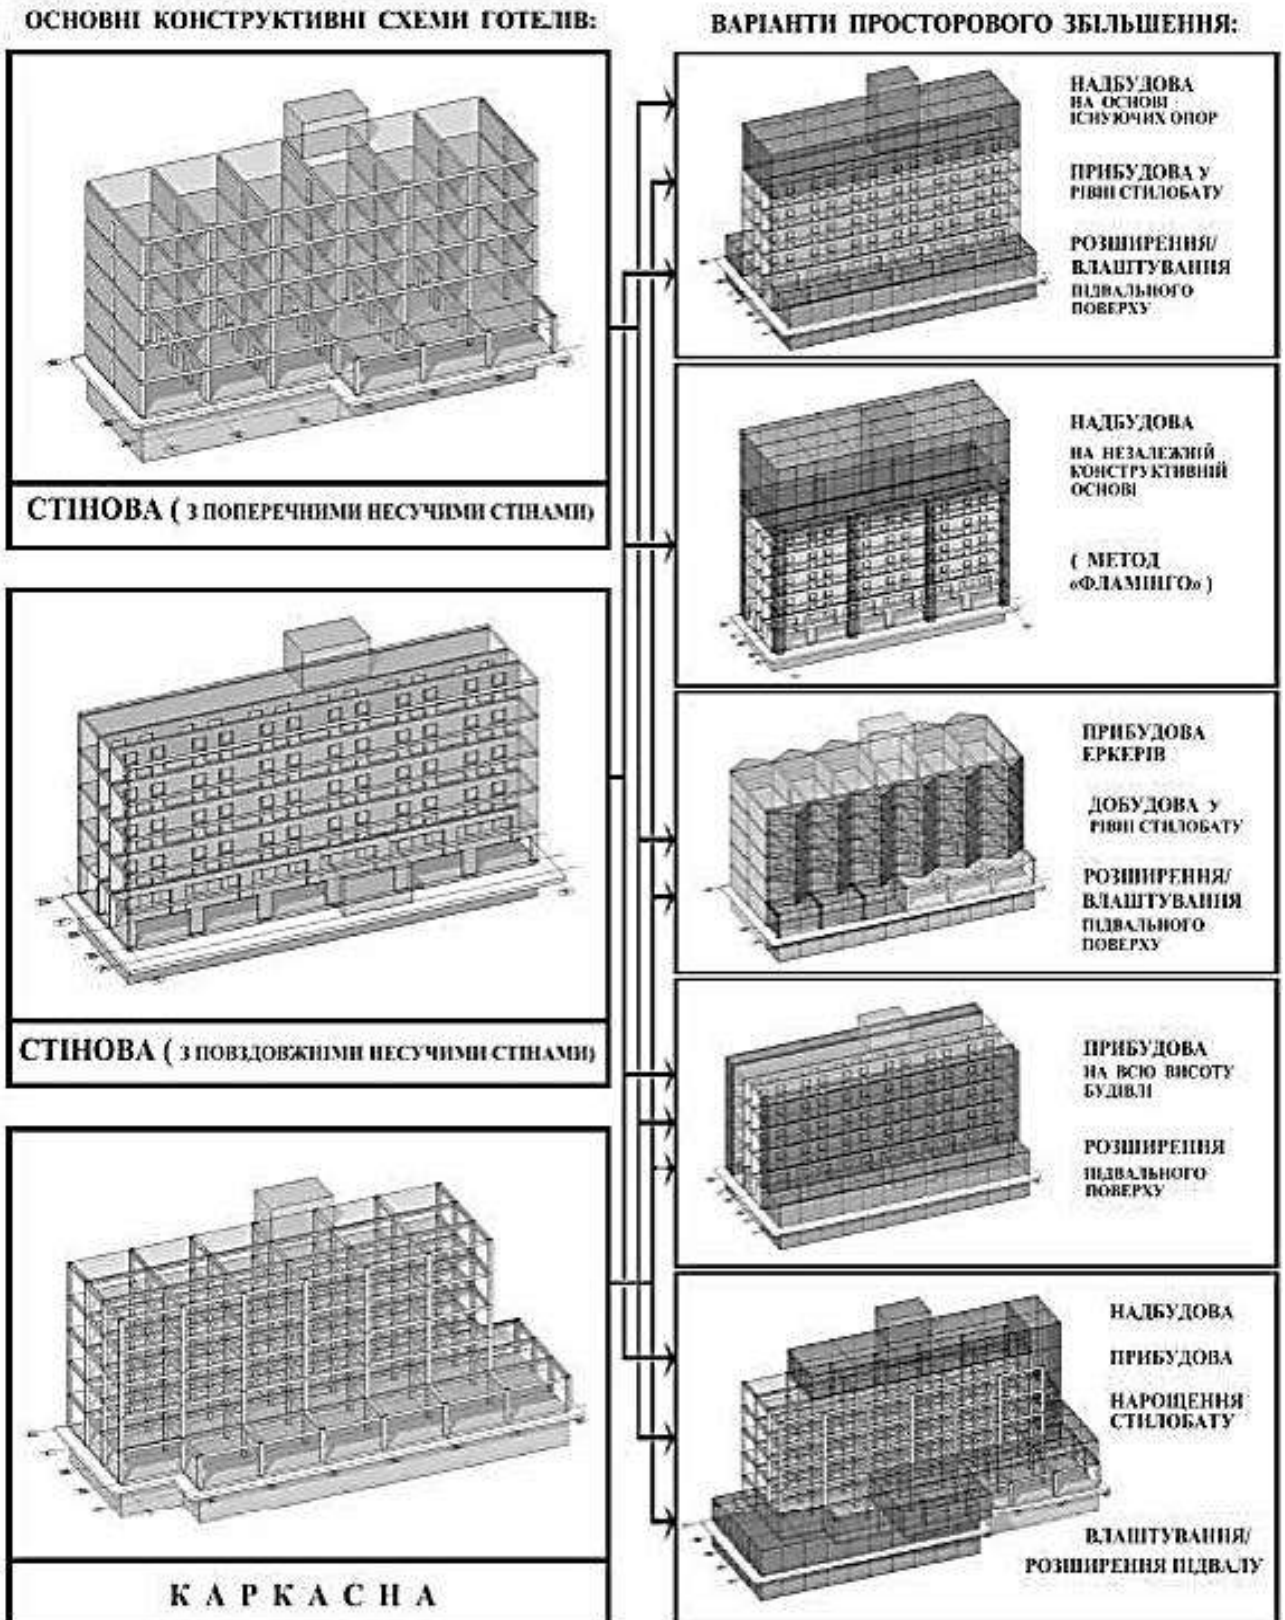 ОСНОВНІ КОНСТРУКТИВНІ СХЕМИ ГОТЕЛІВ:
СТІНОВА ( З ПОПЕРЕЧНИМИ НЕСУЧИМИ СТІНАМИ)
СТІНОВА ( З ПОВЗДОВЖНІМИ НЕСУЧИМИ СТІНАМИ)
КАРКАСНА
ВАРІАНТИ ПРОСТОРОВОГО ЗБІЛЬШЕННЯ:
НАДБУДОВА
НА ОСНОВІ
ІСНУЮЧИХ ОПОР
ПРИБУДОВА У
РІВНІ СТИЛОБАТУ
РОЗШИРЕННЯ/
ВЛАШТУВАННЯ
ПІДВАЛЬНОГО
ПОВЕРХУ
НАДБУДОВА
НА НЕЗАЛЕЖНІЙ
КОНСТРУКТИВНІЙ
ОСНОВІ
( МЕТОД
«ФЛАМІНГО» )
ПРИБУДОВА
ЕРКЕРІВ
ДОБУДОВА У
РІВНІ СТИЛОБАТУ
РОЗШИРЕННЯ/
ВЛАШТУВАННЯ
ПІДВАЛЬНОГО
ПОВЕРХУ
ПРИБУДОВА
НА ВСЮ ВИСОТУ
БУДІВЛІ
РОЗШИРЕННЯ
ПІДВАЛЬНОГО
ПОВЕРХУ
НАДБУДОВА
ПРИБУДОВА
НАРОЩЕННЯ
СТИЛОБАТУ
ВЛАШТУВАННЯ/
РОЗШИРЕННЯ ПІДВАЛУ